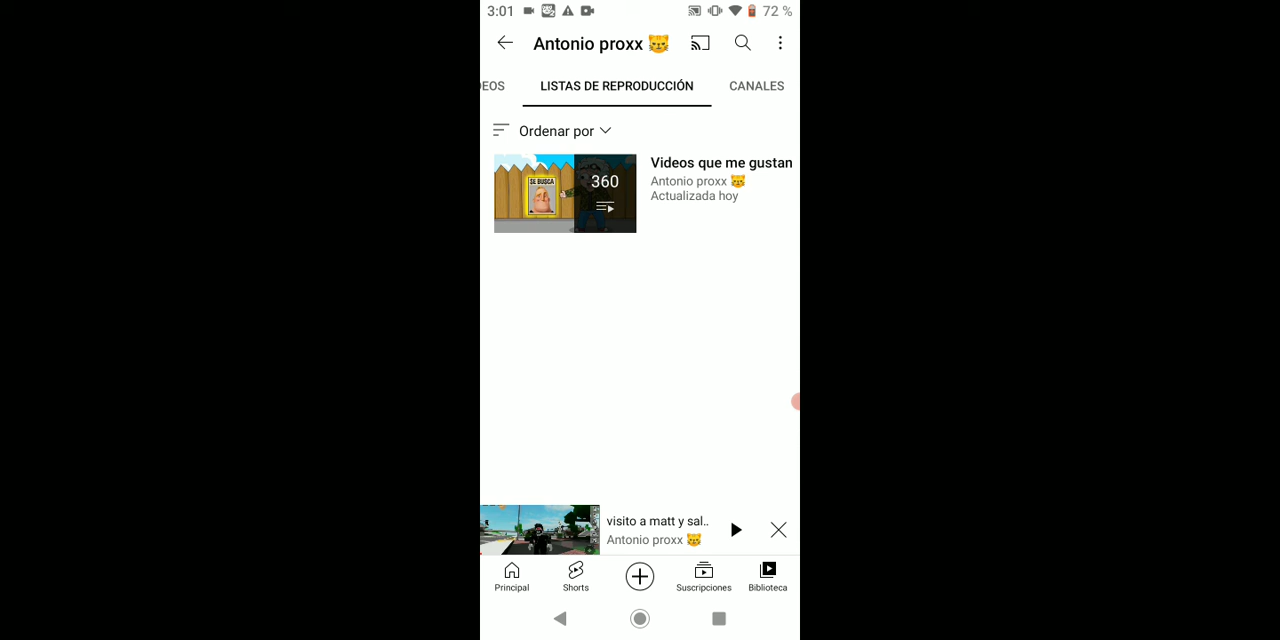 3:01
72 %
Antonio proxx 😼
DEOS
LISTAS DE REPRODUCCIÓN
CANALES
Ordenar por
SE BUSCA
360
Videos que me gustan
Antonio proxx 😼
Actualizada hoy
visito a matt y sal..
Antonio proxx 😼
Principal
Shorts
Suscripciones
Biblioteca